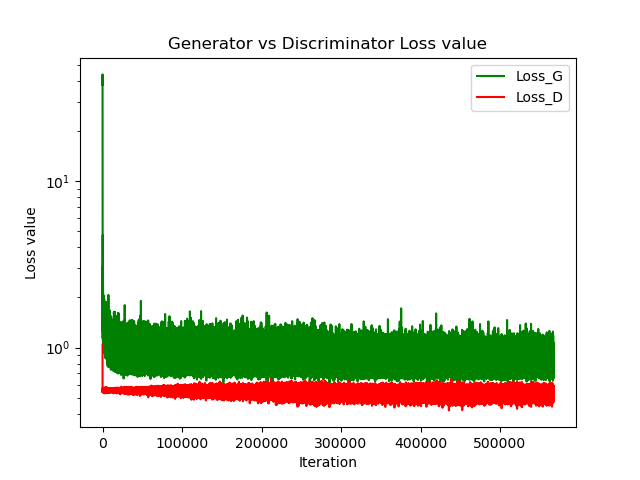 Generator vs Discriminator Loss value
Loss_G
Loss_D
Loss value
10¹
10⁰
0 100000 200000 300000 400000 500000
Iteration